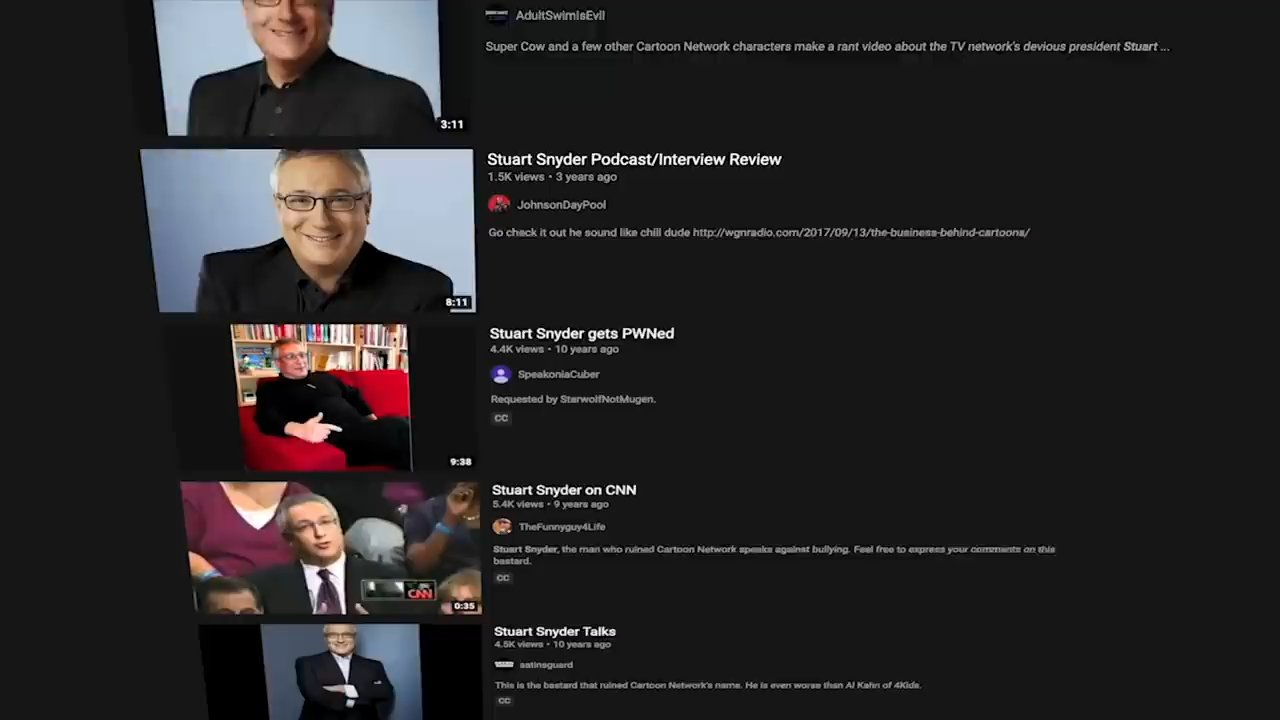 AdultSwimIsEvil
Super Cow and a few other Cartoon Network characters make a rant video about the TV network's devious president Stuart ...
3:11
Stuart Snyder Podcast/Interview Review
1.5K views • 3 years ago
JohnsonDayPool
Go check it out he sound like chill dude http://wgnradio.com/2017/09/13/the-business-behind-cartoons/
8:11
Stuart Snyder gets PWNed
4.4K views • 10 years ago
SpeakoniaCuber
Requested by StarwolfNotMugen.
CC
9:38
Stuart Snyder on CNN
5.4K views • 9 years ago
TheFunnyguy4Life
Stuart Snyder, the man who ruined Cartoon Network speaks against bullying. Feel free to express your comments on this
bastard.
CC
CNN
0:35
Stuart Snyder Talks
4.5K views • 10 years ago
satinsguard
This is the bastard that ruined Cartoon Network's name. He is even worse than Al Kahn of 4Kids.
CC